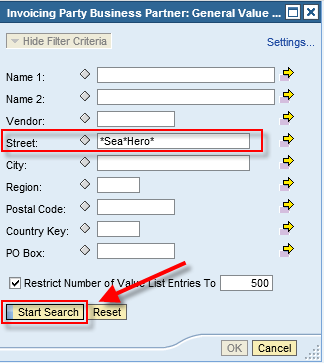 Invoicing Party Business Partner: General Value ...
Hide Filter Criteria
Settings...
Name 1:
Name 2:
Vendor:
Street: *Sea*Hero*
City:
Region:
Postal Code:
Country Key:
PO Box:
Restrict Number of Value List Entries To 500
Start Search Reset
OK Cancel